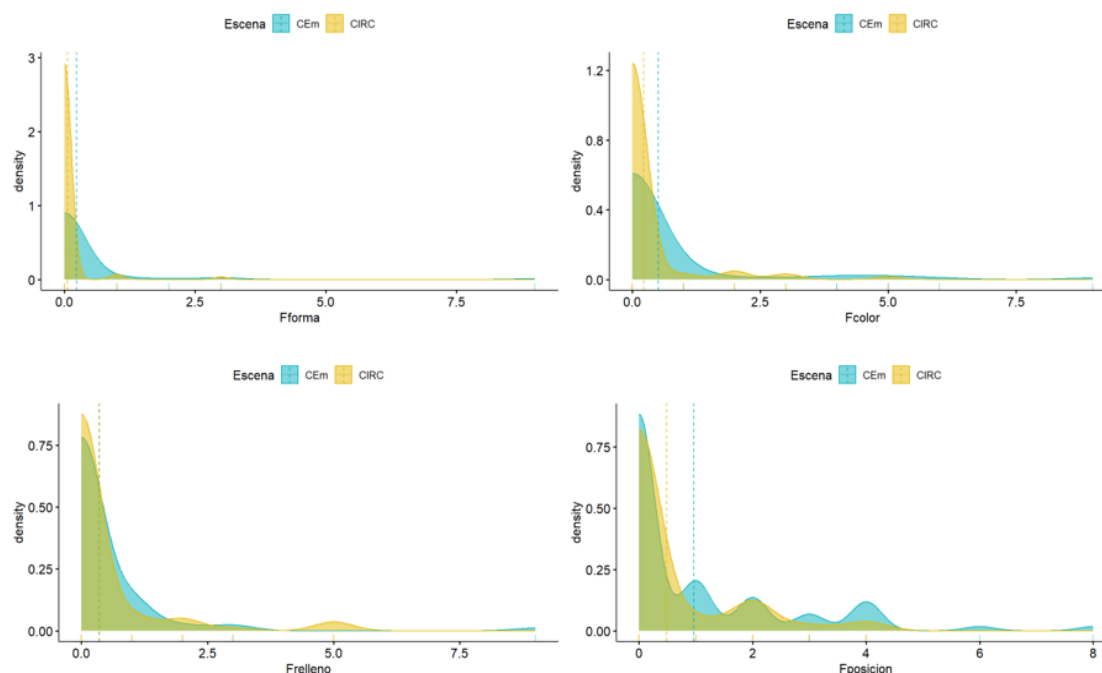 Escena CEm CIRC
density
3
2
1
0
0.0 2.5 5.0 7.5
Fforma
Escena CEm CIRC
density
1.2
0.8
0.4
0.0
0.0 2.5 5.0 7.5
Fcolor
Escena CEm CIRC
density
0.75
0.50
0.25
0.00
0.0 2.5 5.0 7.5
Frelleno
Escena CEm CIRC
density
0.75
0.50
0.25
0.00
0 2 4 6 8
Fposicion